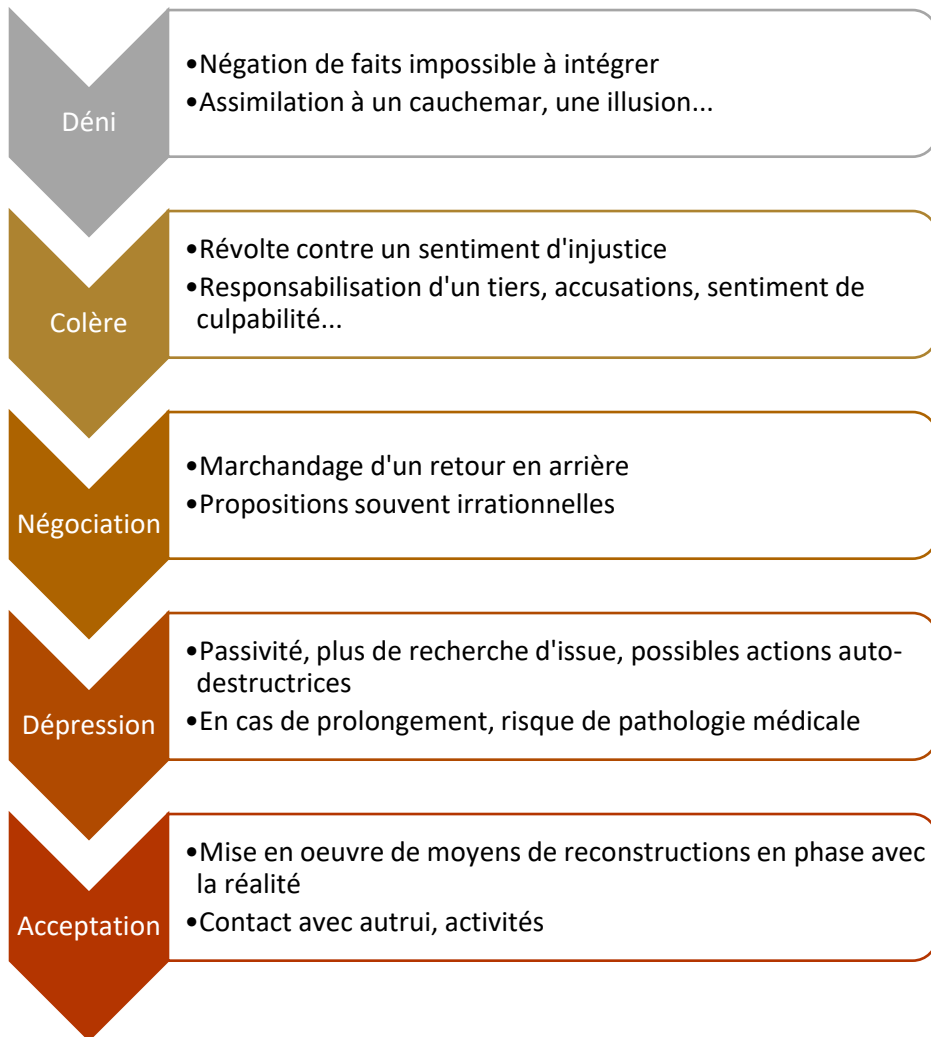 Déni
•Négation de faits impossible à intégrer
•Assimilation à un cauchemar, une illusion...
Colère
•Révolte contre un sentiment d'injustice
•Responsabilisation d'un tiers, accusations, sentiment de
culpabilité...
Négociation
•Marchandage d'un retour en arrière
•Propositions souvent irrationnelles
Dépression
•Passivité, plus de recherche d'issue, possibles actions auto-
destructrices
•En cas de prolongement, risque de pathologie médicale
Acceptation
•Mise en oeuvre de moyens de reconstructions en phase avec
la réalité
•Contact avec autrui, activités